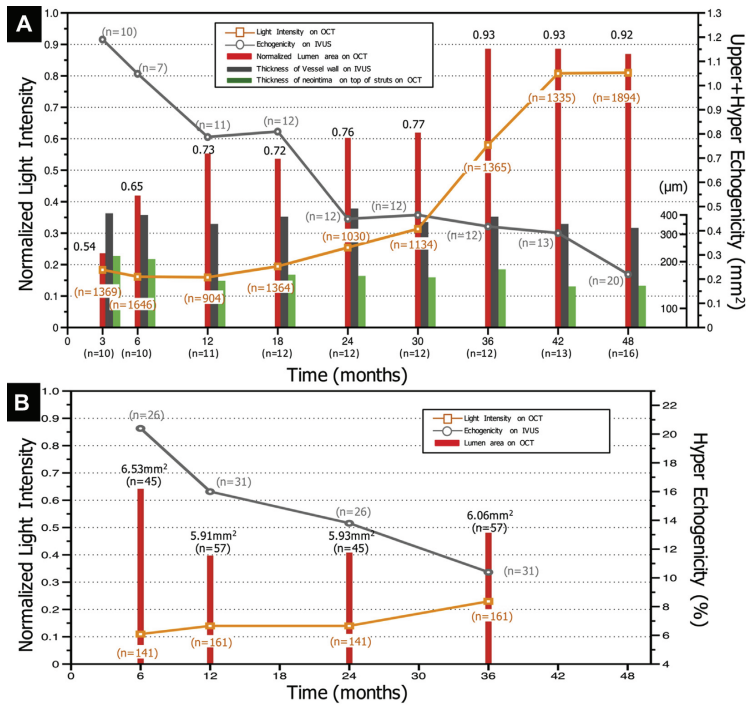 A
Light Intensity on OCT
Echogenicity on IVUS
Normalized Lumen area on OCT
Thickness of Vessel wall on IVUS
Thickness of neointima on top of struts on OCT
Normalized Light Intensity
1.0
0.9
0.8
0.7
0.6
0.5
0.4
0.3
0.2
0.1
0
Upper+Hyper Echogenicity (mm²)
1.3
1.2
1.1
1.0
0.9
0.8
0.7
0.6
0.5
0.4
0.3
0.2
0.1
0
(μm)
400
300
200
100
(n=10)
(n=7)
(n=11)
(n=12)
(n=12)
(n=12)
(n=12)
(n=13)
(n=20)
0.54
0.65
0.73
0.72
0.76
0.77
0.93
0.93
0.92
(n=1369)
(n=1646)
(n=904)
(n=1364)
(n=1030)
(n=1134)
(n=1365)
(n=1335)
(n=1894)
0 3 6 12 18 24 30 36 42 48
(n=10) (n=10) (n=11) (n=12) (n=12) (n=12) (n=12) (n=13) (n=16)
Time (months)
B
Light Intensity on OCT
Echogenicity on IVUS
Lumen area on OCT
Normalized Light Intensity
1.0
0.9
0.8
0.7
0.6
0.5
0.4
0.3
0.2
0.1
0
Hyper Echogenicity (%)
22
20
18
16
14
12
10
8
6
4
(n=26)
(n=31)
(n=26)
(n=31)
6.53mm²
(n=45)
5.91mm²
(n=57)
5.93mm²
(n=45)
6.06mm²
(n=57)
(n=141)
(n=161)
(n=141)
(n=161)
0 6 12 18 24 30 36 42 48
Time (months)